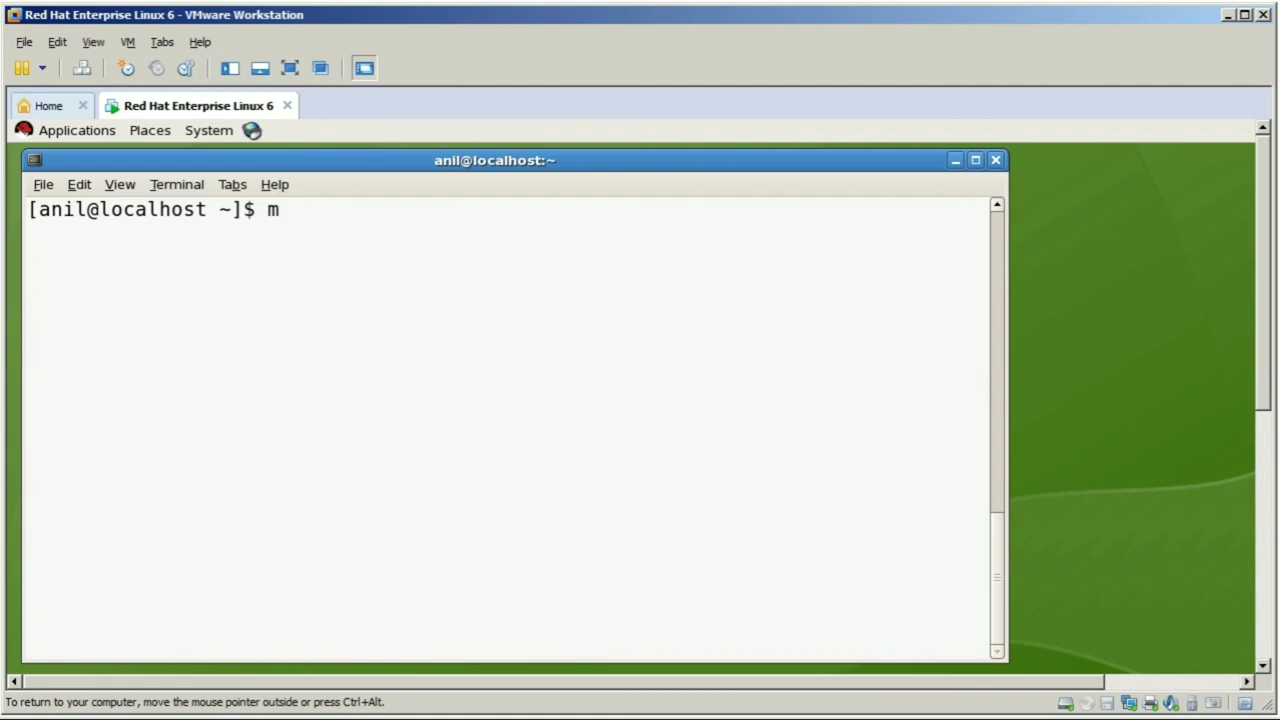 Red Hat Enterprise Linux 6 - VMware Workstation
File Edit View VM Tabs Help
Home Red Hat Enterprise Linux 6
Applications Places System
anil@localhost:~
File Edit View Terminal Tabs Help
[anil@localhost ~]$ m
To return to your computer, move the mouse pointer outside or press Ctrl+Alt.